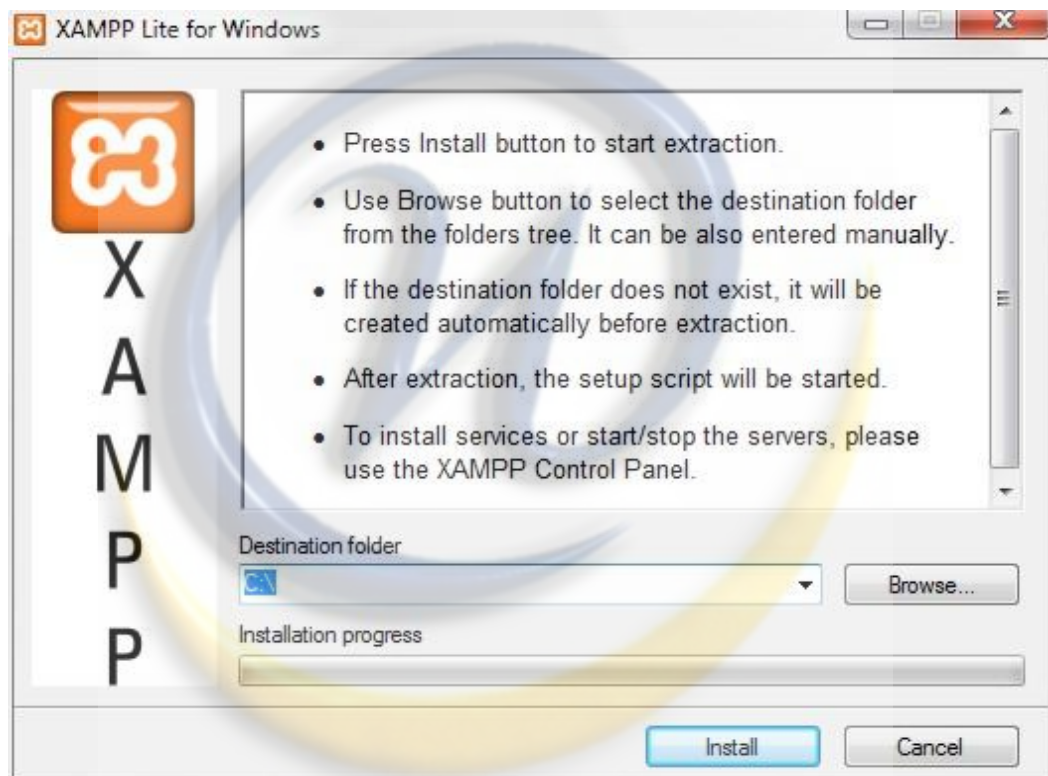 XAMPP Lite for Windows
X
A
M
P
P
• Press Install button to start extraction.
• Use Browse button to select the destination folder
from the folders tree. It can be also entered manually.
• If the destination folder does not exist, it will be
created automatically before extraction.
• After extraction, the setup script will be started.
• To install services or start/stop the servers, please
use the XAMPP Control Panel.
Destination folder
C:\
Browse...
Installation progress
Install
Cancel